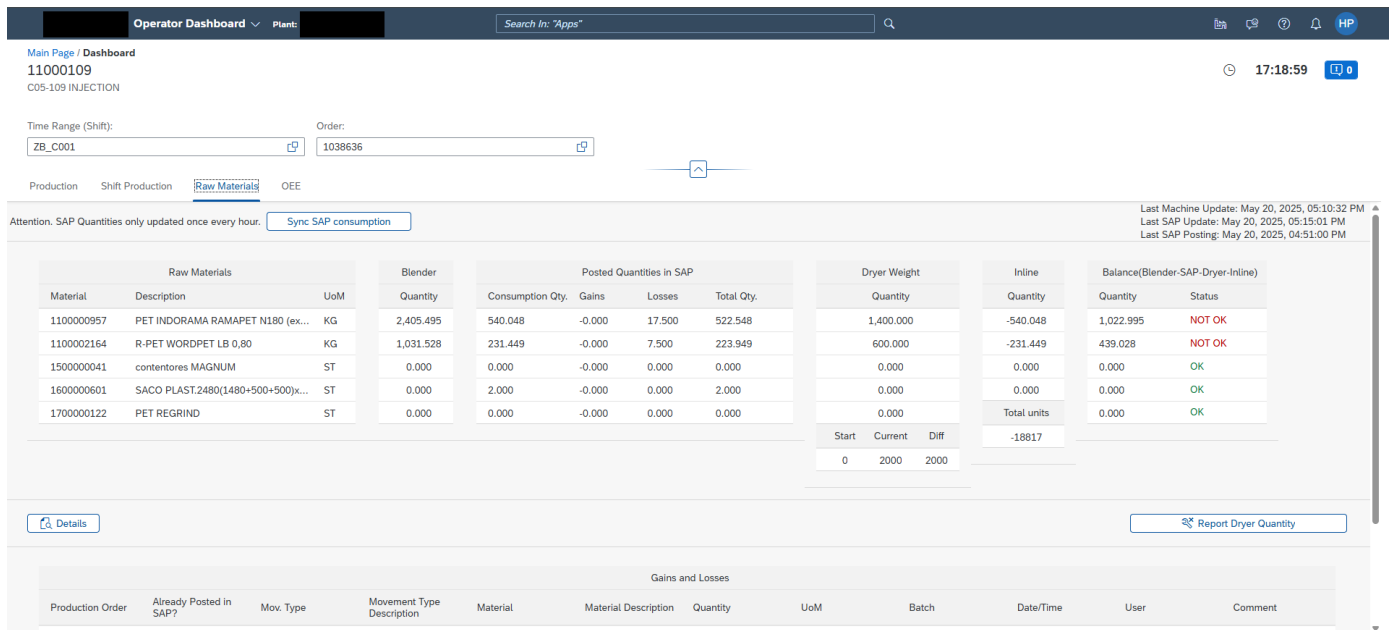 Operator Dashboard Plant: Search In: "Apps" HP
Main Page / Dashboard
11000109
17:18:59 0
C05-109 INJECTION
Time Range (Shift): Order:
ZB_C001 1038636
Production Shift Production Raw Materials OEE
Last Machine Update: May 20, 2025, 05:10:32 PM
Attention. SAP Quantities only updated once every hour. Sync SAP consumption Last SAP Update: May 20, 2025, 05:15:01 PM
Last SAP Posting: May 20, 2025, 04:51:00 PM
Raw Materials Blender Posted Quantities in SAP Dryer Weight Inline Balance(Blender-SAP-Dryer-Inline)
Material Description UoM Quantity Consumption Qty. Gains Losses Total Qty. Quantity Quantity Quantity Status
1100000957 PET INDORAMA RAMAPET N180 (ex... KG 2,405.495 540.048 -0.000 17.500 522.548 1,400.000 -540.048 1,022.995 NOT OK
1100002164 R-PET WORDPET LB 0,80 KG 1,031.528 231.449 -0.000 7.500 223.949 600.000 -231.449 439.028 NOT OK
1500000041 contentores MAGNUM ST 0.000 0.000 -0.000 0.000 0.000 0.000 0.000 0.000 OK
1600000601 SACO PLAST.2480(1480+500+500)x... ST 0.000 2.000 -0.000 0.000 2.000 0.000 0.000 0.000 OK
1700000122 PET REGRIND ST 0.000 0.000 -0.000 0.000 0.000 0.000 Total units 0.000 OK
Start Current Diff -18817
0 2000 2000
Details Report Dryer Quantity
Gains and Losses
Production Order Already Posted in SAP? Mov. Type Movement Type Description Material Material Description Quantity UoM Batch Date/Time User Comment